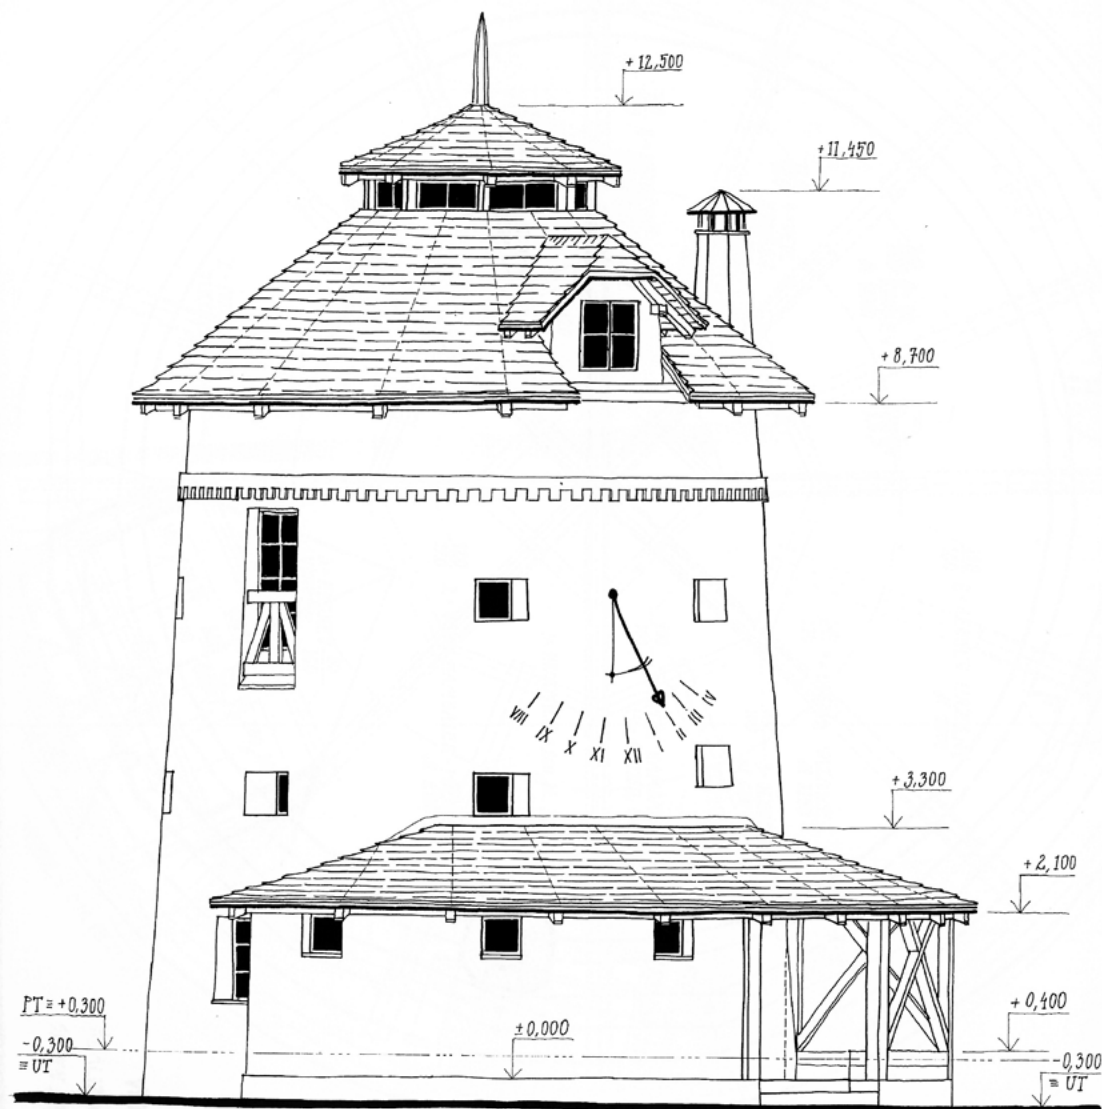 +12,500
+11,450
+8,700
VIII IX X XI XII I II III IV
+3,300
+2,100
PT ≡ +0,300
+0,400
±0,000
-0,300
≡ UT
-0,300
≡ UT